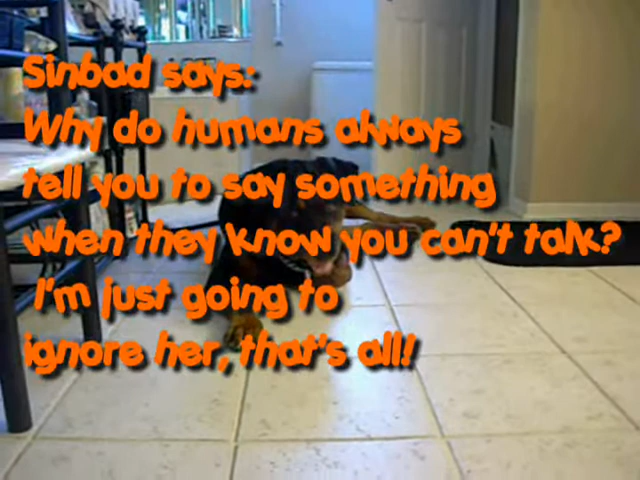 Sinbad says:
Why do humans always
tell you to say something
when they know you can't talk?
I'm just going to
ignore her, that's all!